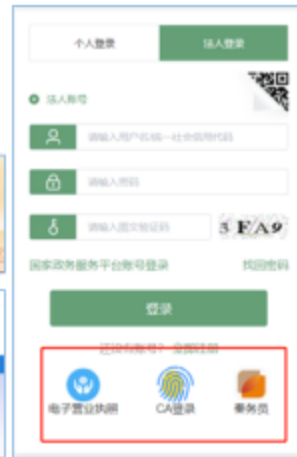 个人登录 法人登录
法人账号
请输入用户名/统一社会信用代码
请输入密码
请输入图文验证码 3 F A 9
国家政务服务平台账号登录 找回密码
登录
还没有账号? 立即注册
电子营业执照 CA登录 秦务员